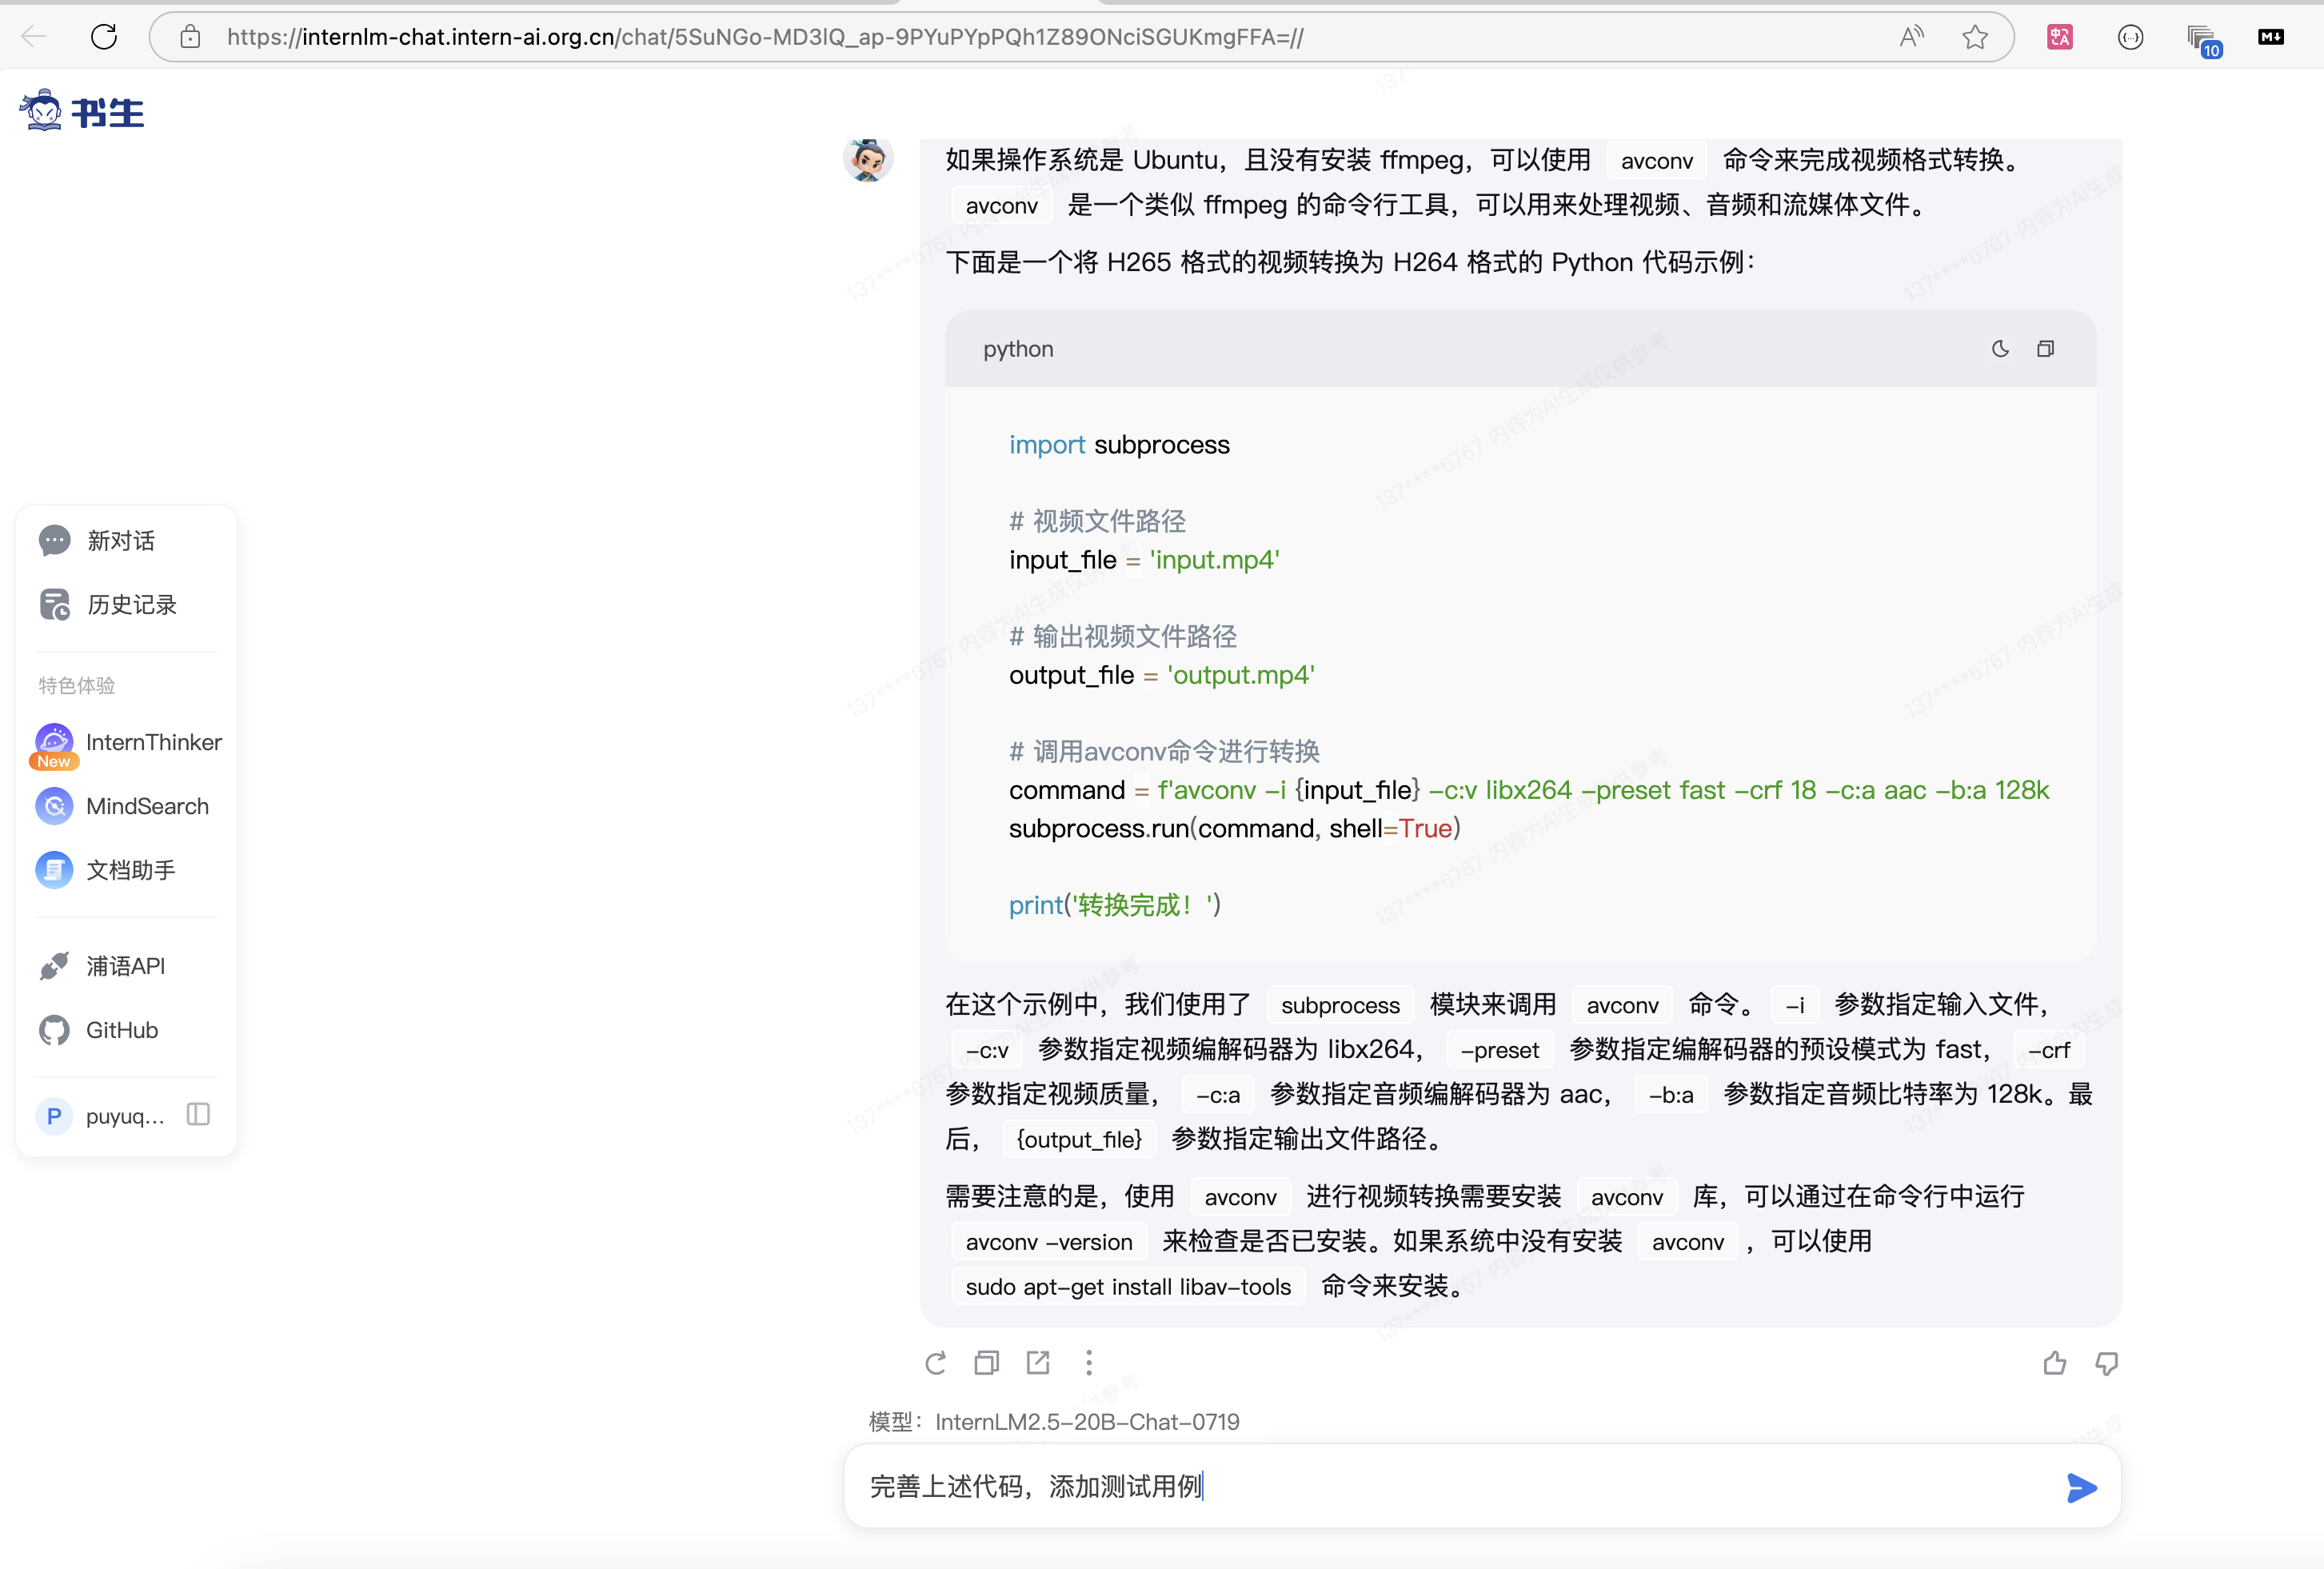 https://internlm-chat.intern-ai.org.cn/chat/5SuNGo-MD3lQ_ap-9PYuPYpPQh1Z89ONciSGUKmgFFA=//
10
M↓
书生
如果操作系统是 Ubuntu，且没有安装 ffmpeg，可以使用 avconv 命令来完成视频格式转换。
avconv 是一个类似 ffmpeg 的命令行工具，可以用来处理视频、音频和流媒体文件。
下面是一个将 H265 格式的视频转换为 H264 格式的 Python 代码示例：
python
import subprocess
# 视频文件路径
input_file = 'input.mp4'
# 输出视频文件路径
output_file = 'output.mp4'
# 调用avconv命令进行转换
command = f'avconv -i {input_file} -c:v libx264 -preset fast -crf 18 -c:a aac -b:a 128k
subprocess.run(command, shell=True)
print('转换完成！')
在这个示例中，我们使用了 subprocess 模块来调用 avconv 命令。 -i 参数指定输入文件，
-c:v 参数指定视频编解码器为 libx264， -preset 参数指定编解码器的预设模式为 fast， -crf
参数指定视频质量， -c:a 参数指定音频编解码器为 aac， -b:a 参数指定音频比特率为 128k。最
后， {output_file} 参数指定输出文件路径。
需要注意的是，使用 avconv 进行视频转换需要安装 avconv 库，可以通过在命令行中运行
avconv -version 来检查是否已安装。如果系统中没有安装 avconv ，可以使用
sudo apt-get install libav-tools 命令来安装。
新对话
历史记录
特色体验
InternThinker
New
MindSearch
文档助手
浦语API
GitHub
P puyuq...
模型：InternLM2.5-20B-Chat-0719
完善上述代码，添加测试用例
137****6767 内容为AI生成仅供参考